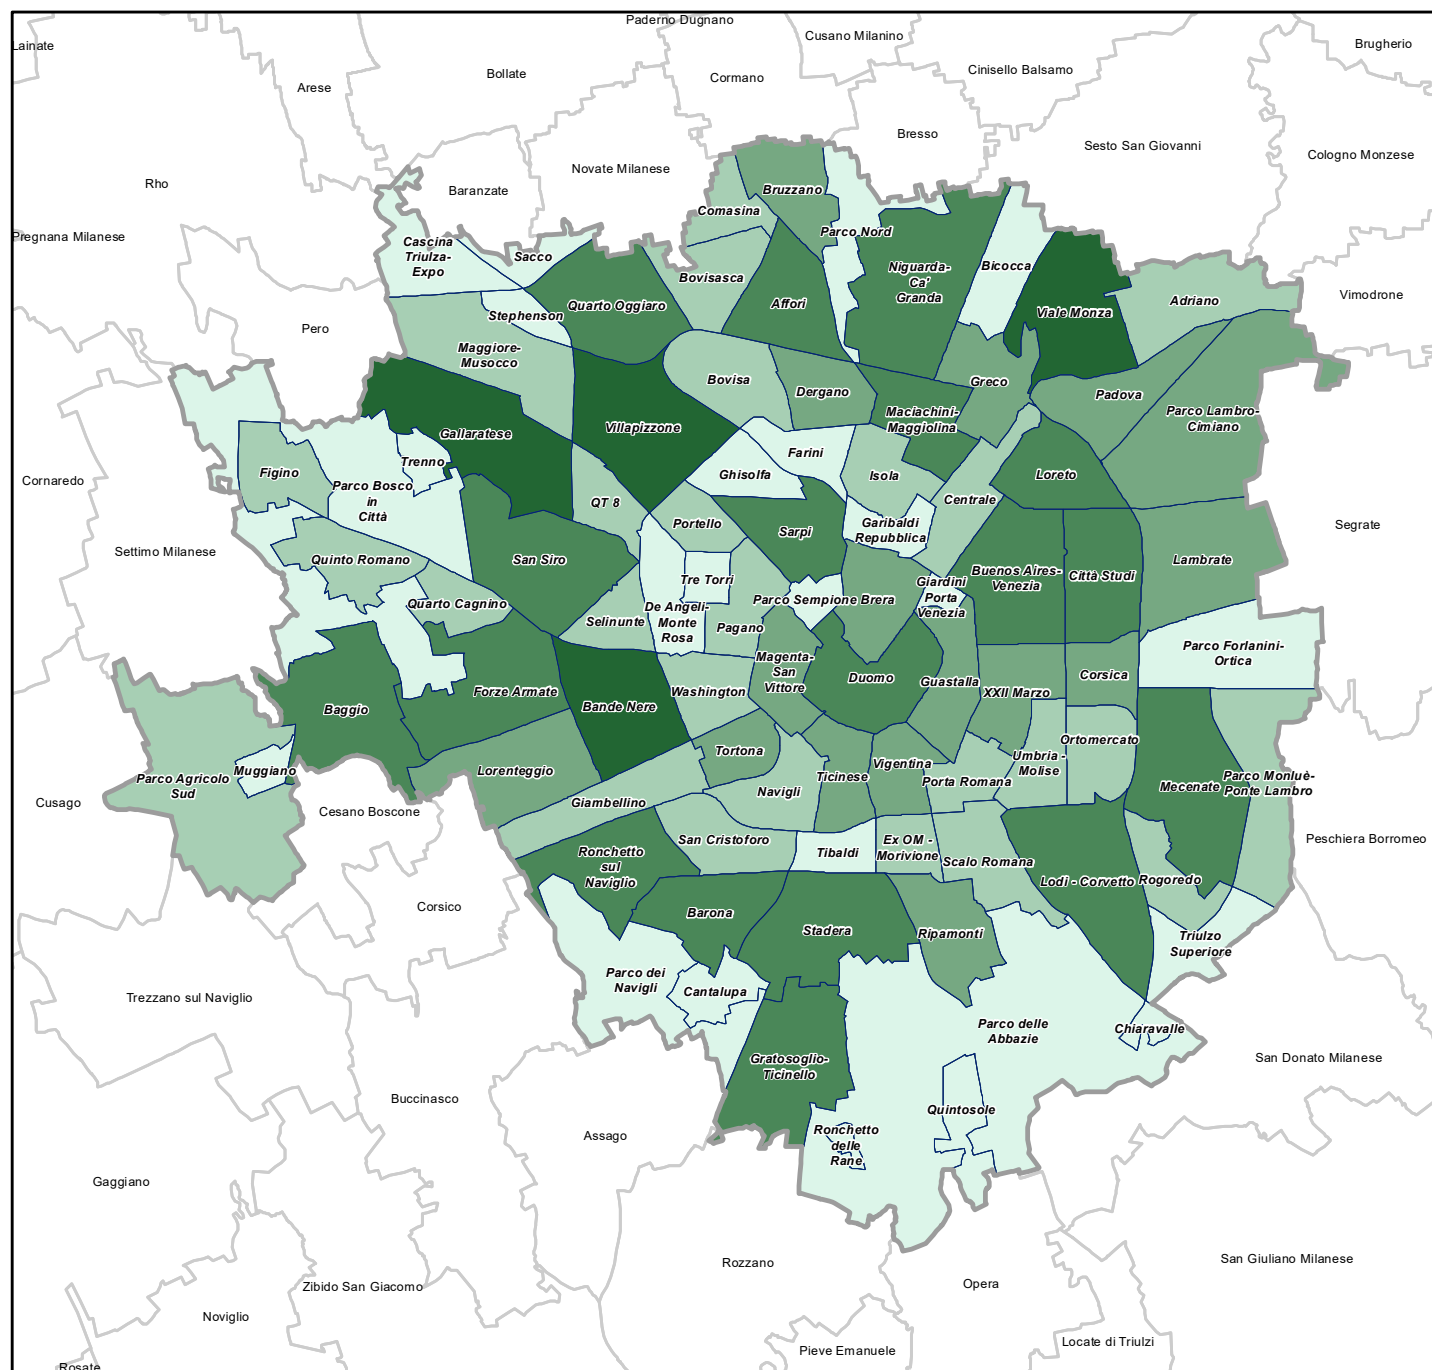 Paderno Dugnano
Lainate
Cusano Milanino
Brugherio
Bollate
Cormano
Cinisello Balsamo
Arese
Bresso
Sesto San Giovanni
Cologno Monzese
Novate Milanese
Rho
Baranzate
Bruzzano
Comasina
Parco Nord
Pregnana Milanese
Cascina
Triulza-
Expo
Sacco
Bicocca
Niguarda-
Ca'
Granda
Bovisasca
Vimodrone
Quarto Oggiaro
Affori
Adriano
Stephenson
Viale Monza
Pero
Maggiore-
Musocco
Bovisa
Dergano
Greco
Padova
Parco Lambro-
Cimiano
Maciachini-
Maggiolina
Gallaratese
Villapizzone
Farini
Trenno
Figino
Ghisolfa
Isola
Loreto
Cornaredo
Parco Bosco
in
Città
QT 8
Centrale
Portello
Sarpi
Garibaldi
Repubblica
Segrate
Settimo Milanese
Quinto Romano
San Siro
Tre Torri
Giardini
Porta
Venezia
Buenos Aires-
Venezia
Città Studi
Lambrate
Quarto Cagnino
Parco Sempione
Brera
Selinunte
De Angeli-
Monte
Rosa
Pagano
Parco Forlanini-
Ortica
Magenta-
San
Vittore
Duomo
Guastalla
XXII Marzo
Corsica
Forze Armate
Washington
Baggio
Bande Nere
Ortomercato
Tortona
Umbria -
Molise
Muggiano
Parco Agricolo
Sud
Lorenteggio
Ticinese
Vigentina
Porta Romana
Mecenate
Parco Monluè-
Ponte Lambro
Navigli
Giambellino
Cusago
Cesano Boscone
San Cristoforo
Tibaldi
Ex OM -
Morivione
Scalo Romana
Peschiera Borromeo
Ronchetto
sul
Naviglio
Lodi - Corvetto
Rogoredo
Corsico
Barona
Stadera
Ripamonti
Triulzo
Superiore
Parco dei
Navigli
Cantalupa
Trezzano sul Naviglio
Parco delle
Abbazie
Chiaravalle
Gratosoglio-
Ticinello
San Donato Milanese
Buccinasco
Quintosole
Assago
Ronchetto
delle
Rane
Gaggiano
Rozzano
San Giuliano Milanese
Zibido San Giacomo
Opera
Noviglio
Locate di Triulzi
Pieve Emanuele
Rosate